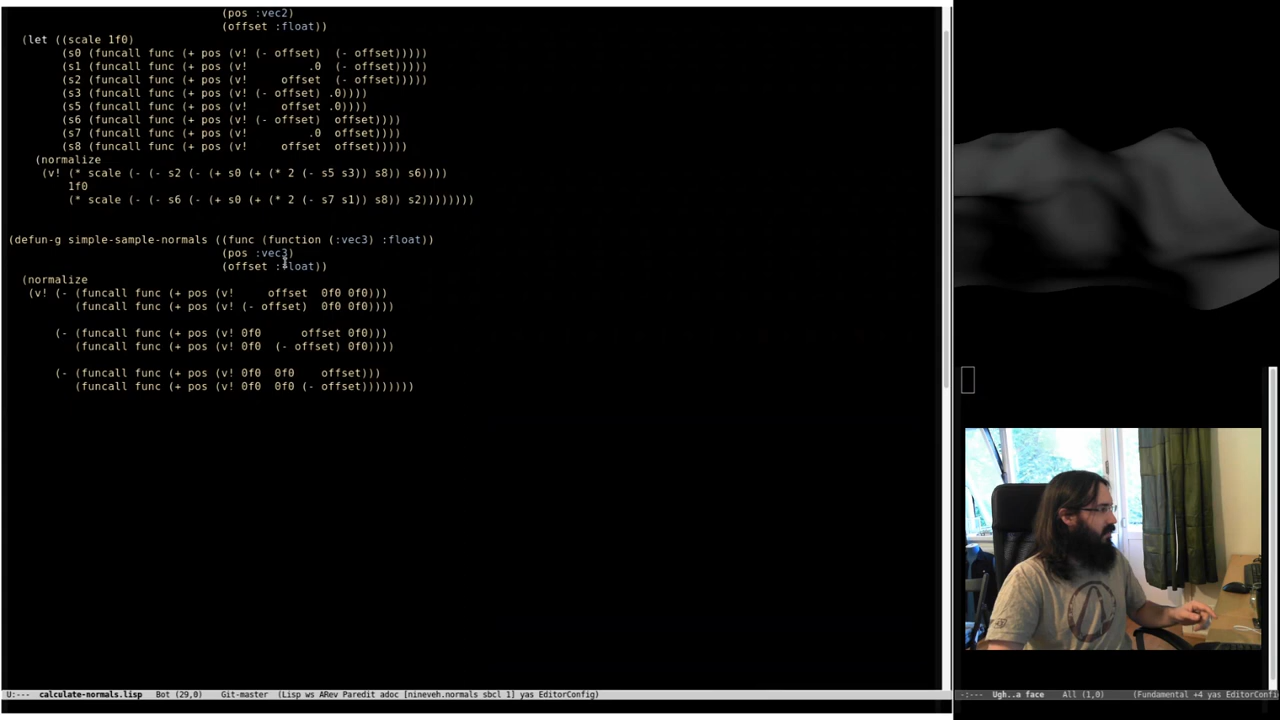 (pos :vec2)
(offset :float))
(let ((scale 1f0)
(s0 (funcall func (+ pos (v! (- offset)  (- offset)))))
(s1 (funcall func (+ pos (v!         .0  (- offset)))))
(s2 (funcall func (+ pos (v!     offset  (- offset)))))
(s3 (funcall func (+ pos (v! (- offset) .0))))
(s5 (funcall func (+ pos (v!     offset .0))))
(s6 (funcall func (+ pos (v! (- offset)  offset))))
(s7 (funcall func (+ pos (v!         .0  offset))))
(s8 (funcall func (+ pos (v!     offset  offset)))))
(normalize
(v! (* scale (- (- s2 (- (+ s0 (+ (* 2 (- s5 s3)) s8)) s6))))
1f0
(* scale (- (- s6 (- (+ s0 (+ (* 2 (- s7 s1)) s8)) s2))))))))
(defun-g simple-sample-normals ((func (function (:vec3) :float))
(pos :vec3)
(offset :float))
(normalize
(v! (- (funcall func (+ pos (v!     offset  0f0 0f0)))
(funcall func (+ pos (v! (- offset)  0f0 0f0))))
(- (funcall func (+ pos (v! 0f0      offset 0f0)))
(funcall func (+ pos (v! 0f0  (- offset) 0f0))))
(- (funcall func (+ pos (v! 0f0  0f0    offset)))
(funcall func (+ pos (v! 0f0  0f0 (- offset))))))))
U:---  calculate-normals.lisp   Bot (29,0)    Git-master  (Lisp ws ARev Paredit adoc [nineveh.normals sbcl 1] yas EditorConfig)
-:---  Ugh..a face   All (1,0)     (Fundamental +4 yas EditorConfi